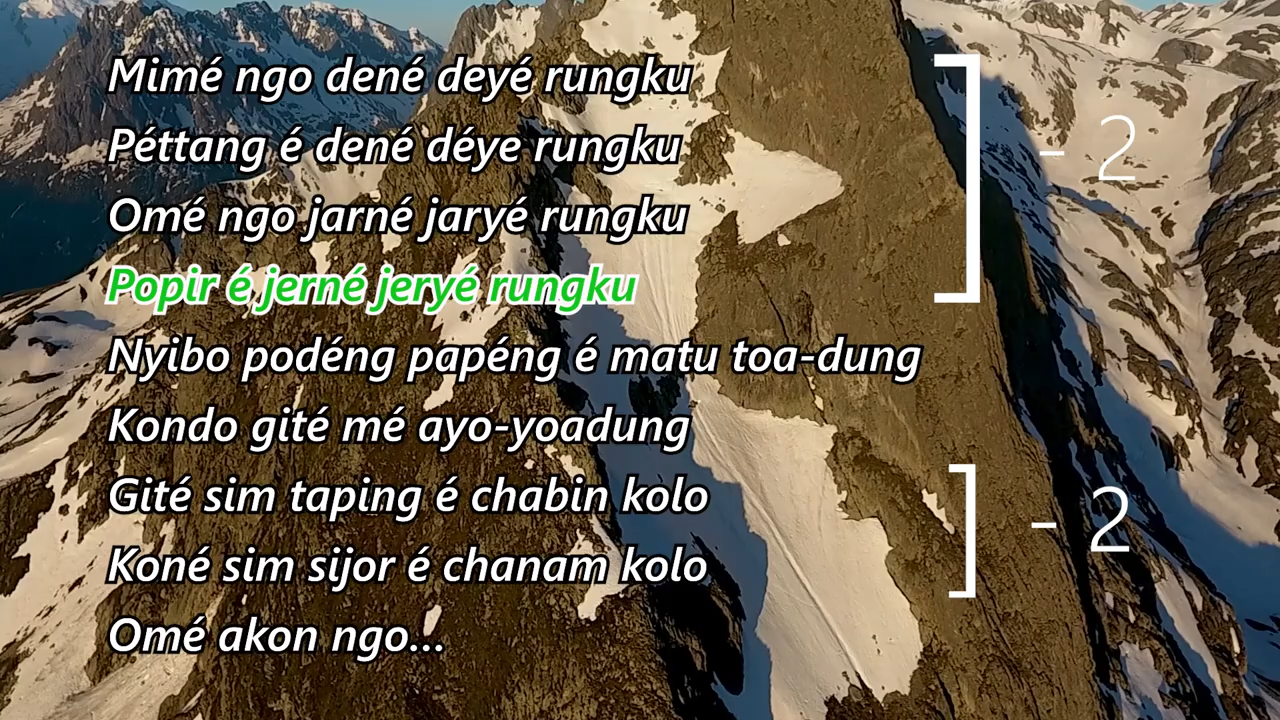 Mimé ngo dené deyé rungku
Péttang é dené déye rungku
- 2
Omé ngo jarné jaryé rungku
Popir é jerné jeryé rungku
Nyibo podéng papéng é matu toa-dung
Kondo gité mé ayo-yoadung
Gité sim taping é chabin kolo
- 2
Koné sim sijor é chanam kolo
Omé akon ngo...